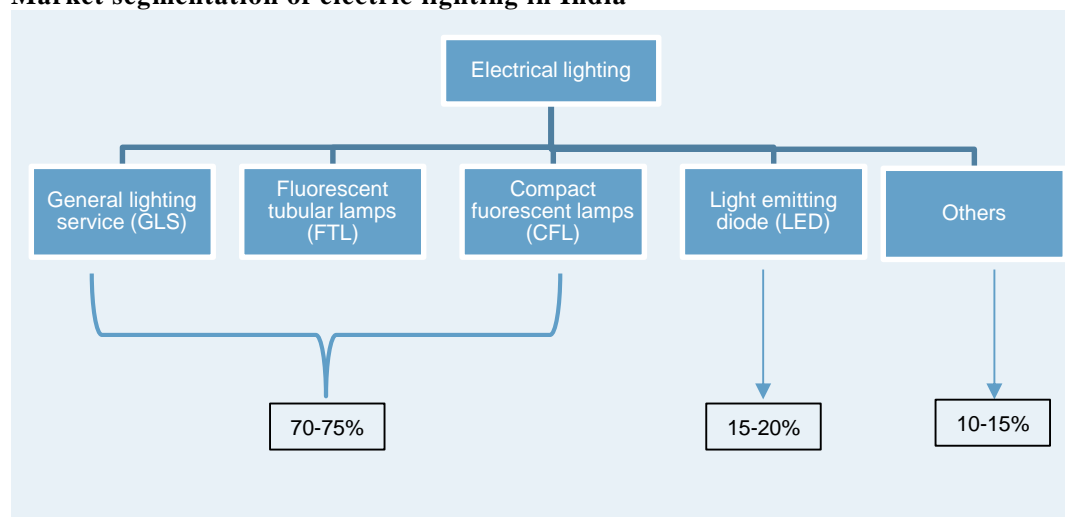 Market segmentation of electric lighting in India
Electrical lighting
General lighting
service (GLS)
Fluorescent
tubular lamps
(FTL)
Compact
fuorescent lamps
(CFL)
Light emitting
diode (LED)
Others
70-75%
15-20%
10-15%